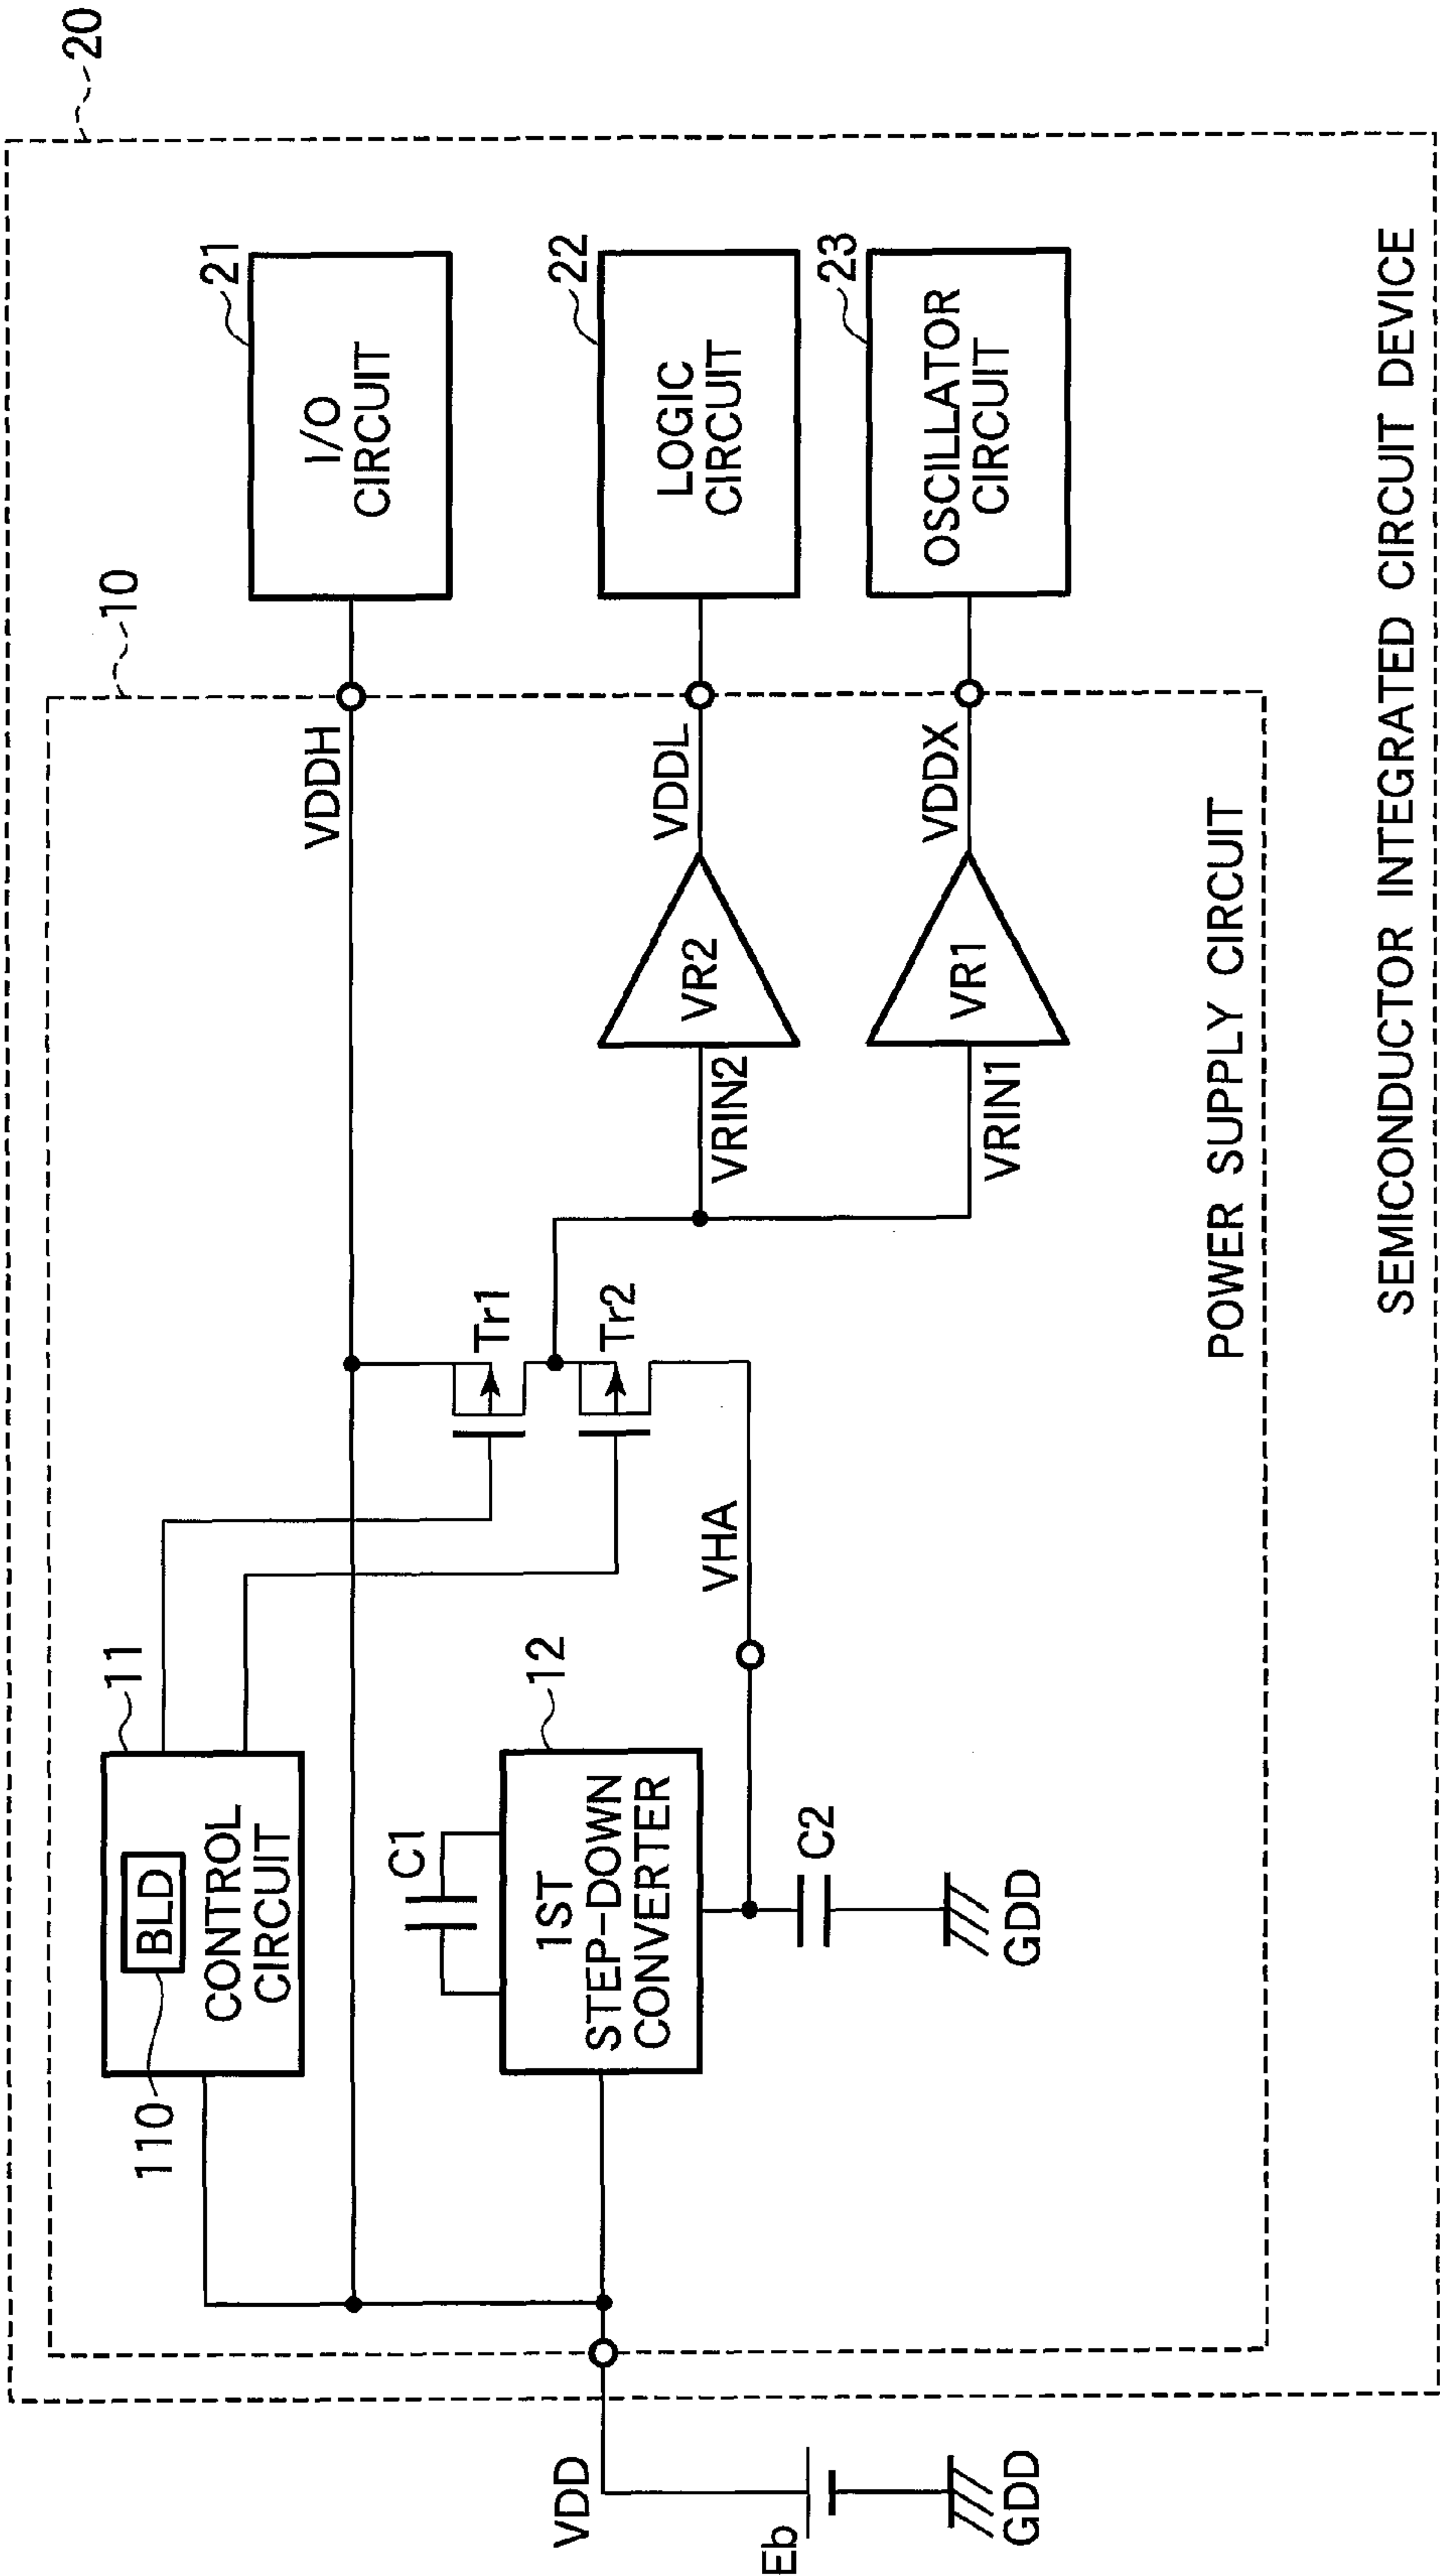 20
10
21
I/O
CIRCUIT
22
LOGIC
CIRCUIT
23
OSCILLATOR
CIRCUIT
VDDH
VDDL
VDDX
VR2
VR1
VRIN2
VRIN1
Tr1
Tr2
VHA
11
BLD
CONTROL
CIRCUIT
110
12
1ST
STEP-DOWN
CONVERTER
C1
C2
GDD
VDD
Eb
GDD
POWER SUPPLY CIRCUIT
SEMICONDUCTOR INTEGRATED CIRCUIT DEVICE